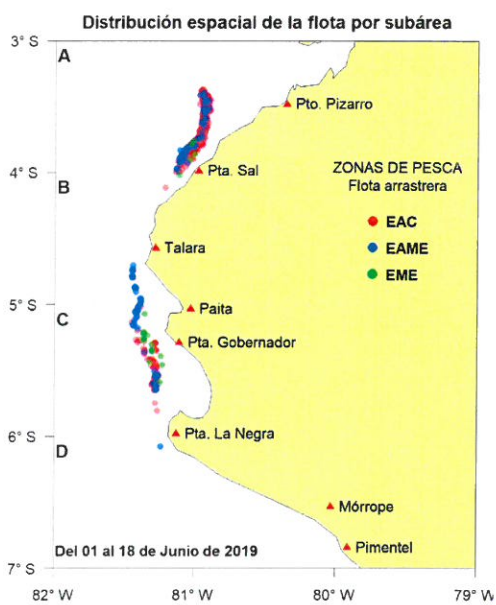 Distribución espacial de la flota por subárea
3° S
A
Pto. Pizarro
4° S
Pta. Sal
ZONAS DE PESCA
Flota arrastrera
B
EAC
Talara
EAME
EME
5° S
Paita
C
Pta. Gobernador
6° S
Pta. La Negra
D
Mórrope
Del 01 al 18 de Junio de 2019
Pimentel
7° S
82° W
81° W
80° W
79° W